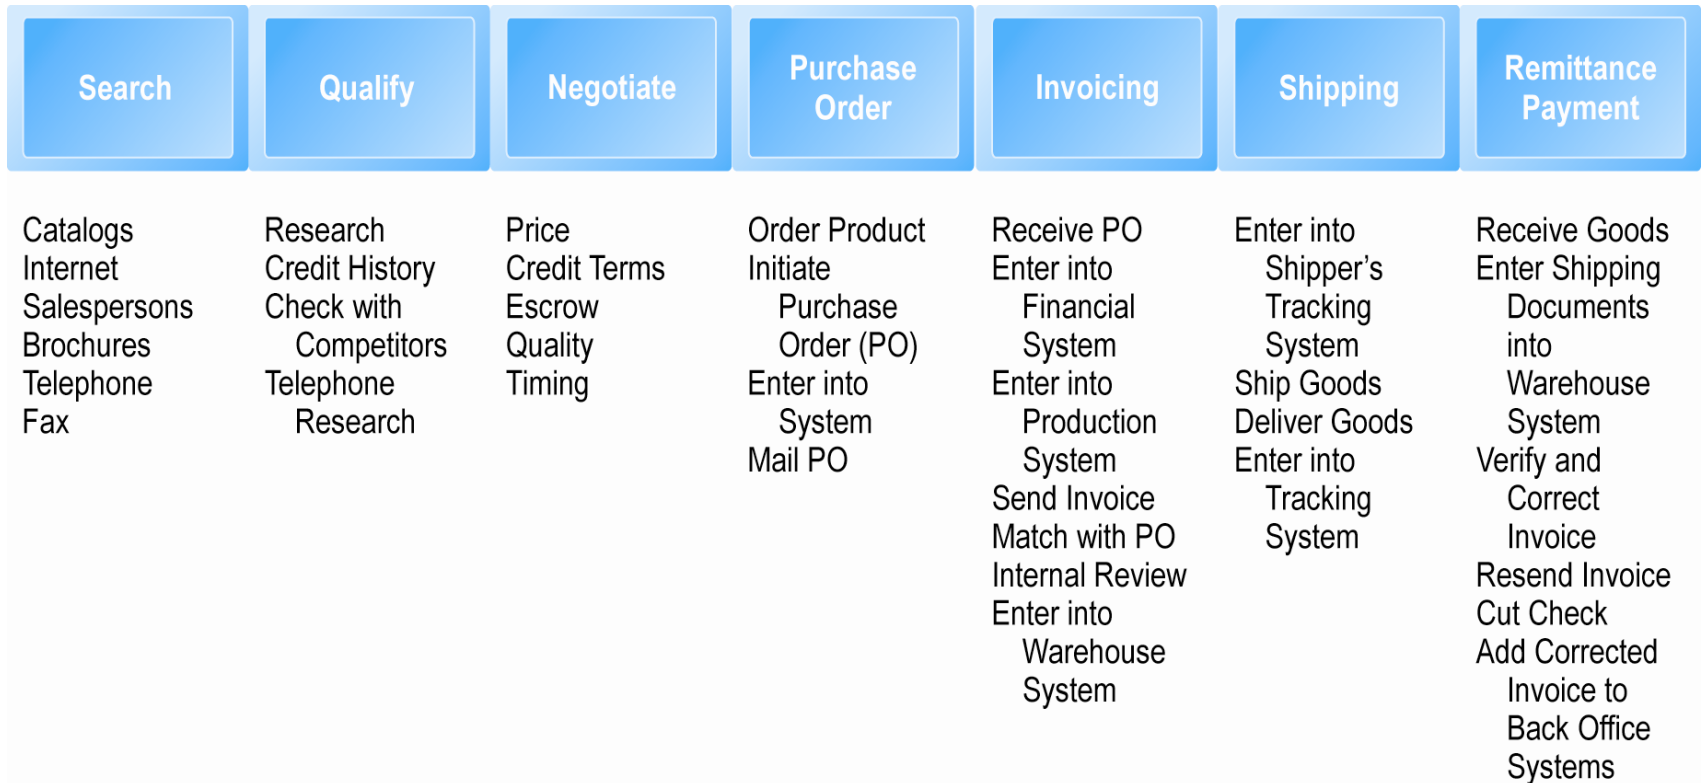 Search
Qualify
Negotiate
Purchase
Order
Invoicing
Shipping
Remittance
Payment
Catalogs
Internet
Salespersons
Brochures
Telephone
Fax
Research
Credit History
Check with
Competitors
Telephone
Research
Price
Credit Terms
Escrow
Quality
Timing
Order Product
Initiate
Purchase
Order (PO)
Enter into
System
Mail PO
Receive PO
Enter into
Financial
System
Enter into
Production
System
Send Invoice
Match with PO
Internal Review
Enter into
Warehouse
System
Enter into
Shipper’s
Tracking
System
Ship Goods
Deliver Goods
Enter into
Tracking
System
Receive Goods
Enter Shipping
Documents
into
Warehouse
System
Verify and
Correct
Invoice
Resend Invoice
Cut Check
Add Corrected
Invoice to
Back Office
Systems